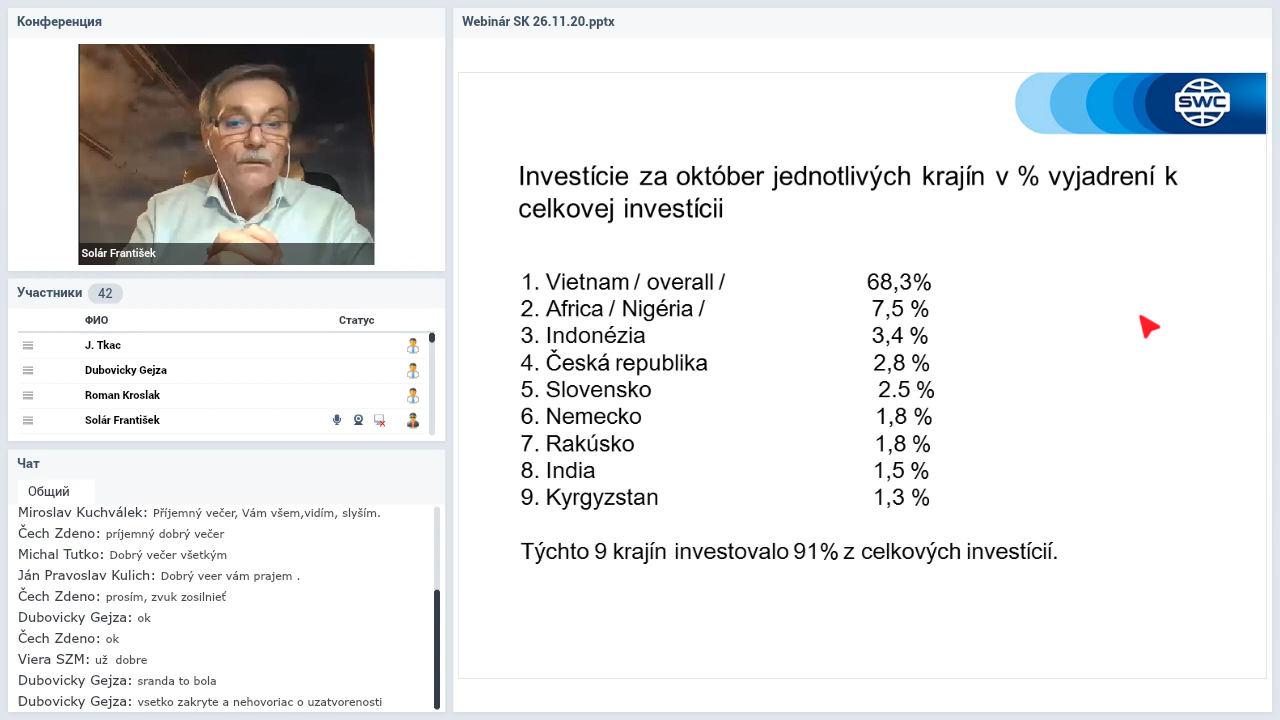 Конференция
Solár František
Участники 42
ФИО Статус
J. Tkac
Dubovicky Gejza
Roman Kroslak
Solár František
Чат
Общий
Miroslav Kuchválek: Příjemný večer, Vám všem,vidím, slyším.
Čech Zdeno: príjemný dobrý večer
Michal Tutko: Dobrý večer všetkým
Ján Pravoslav Kulich: Dobrý veer vám prajem .
Čech Zdeno: prosím, zvuk zosilnieť
Dubovicky Gejza: ok
Čech Zdeno: ok
Viera SZM: už dobre
Dubovicky Gejza: sranda to bola
Dubovicky Gejza: vsetko zakryte a nehovoriac o uzatvorenosti
Webinár SK 26.11.20.pptx
SWC
Investície za október jednotlivých krajín v % vyjadrení k
celkovej investícii
1. Vietnam / overall / 68,3%
2. Africa / Nigéria / 7,5 %
3. Indonézia 3,4 %
4. Česká republika 2,8 %
5. Slovensko 2.5 %
6. Nemecko 1,8 %
7. Rakúsko 1,8 %
8. India 1,5 %
9. Kyrgyzstan 1,3 %
Týchto 9 krajín investovalo 91% z celkových investícií.